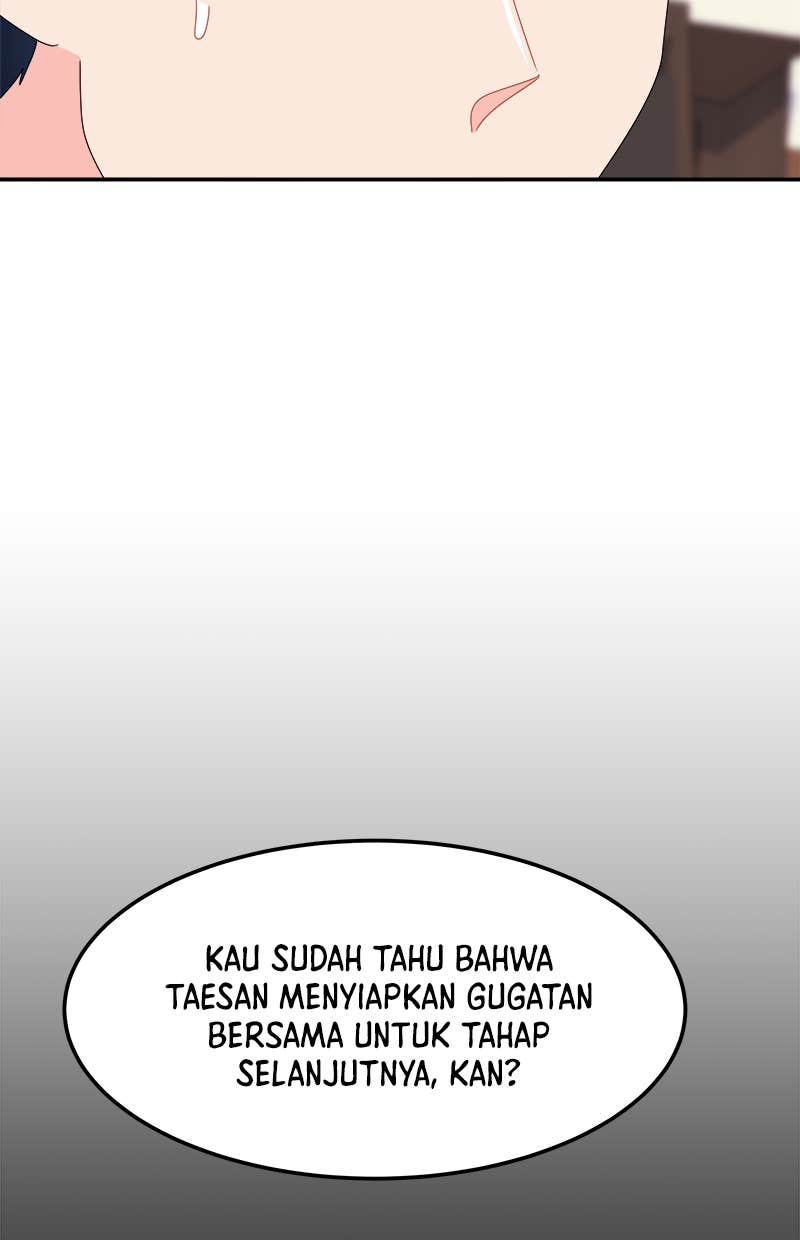 KAU SUDAH TAHU BAHWA
TAESAN MENYIAPKAN GUGATAN
BERSAMA UNTUK TAHAP
SELANJUTNYA, KAN?